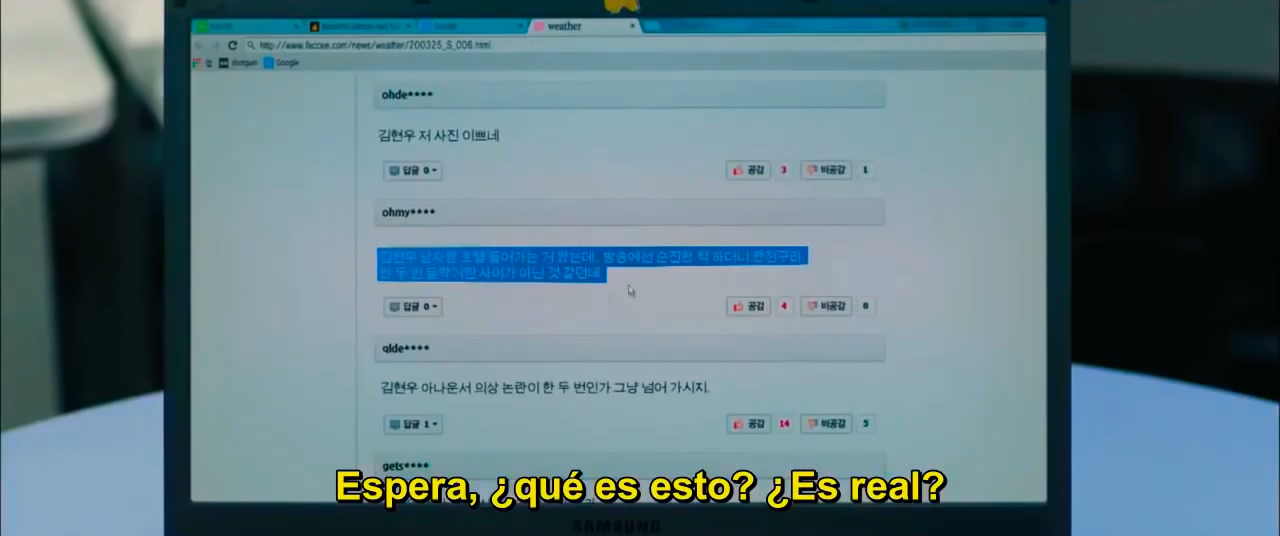 weather
http://www.faccee.com/news/weather/200325_S_006.html
shotgun
Google
ohde****
김현우 저 사진 이쁘네
답글 0
공감 3
비공감 1
ohmy****
김현우 남자랑 호텔 들어가는 거 봤는데. 방송에선 순진한 척 하더니 완전구라
한 두 번 들락거린 사이가 아닌 것 같던데
답글 0
공감 4
비공감 0
qlde****
김현우 아나운서 의상 논란이 한 두 번인가 그냥 넘어 가시지.
답글 1
공감 14
비공감 5
gets****
Espera, ¿qué es esto? ¿Es real?
SAMSUNG